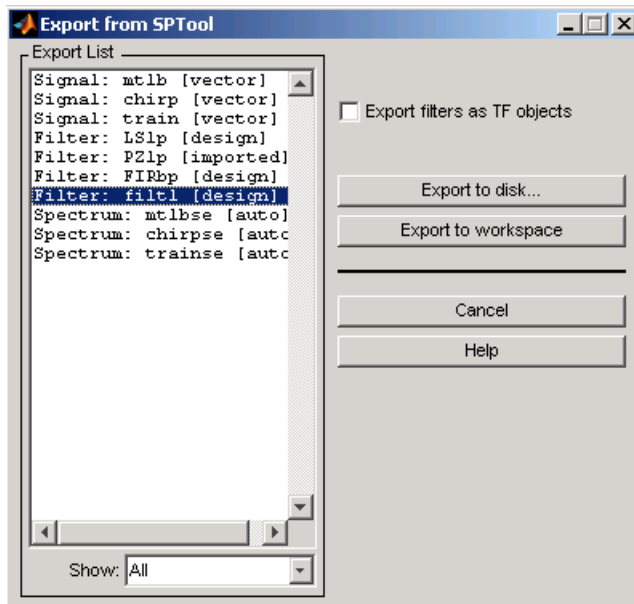 Export from SPTool
Export List
Signal: mtlb [vector]
Signal: chirp [vector]
Signal: train [vector]
Filter: LSlp [design]
Filter: PZlp [imported]
Filter: FIRbp [design]
Filter: filt1 [design]
Spectrum: mtlbse [auto]
Spectrum: chirpse [auto
Spectrum: trainse [auto
Show: All
Export filters as TF objects
Export to disk...
Export to workspace
Cancel
Help